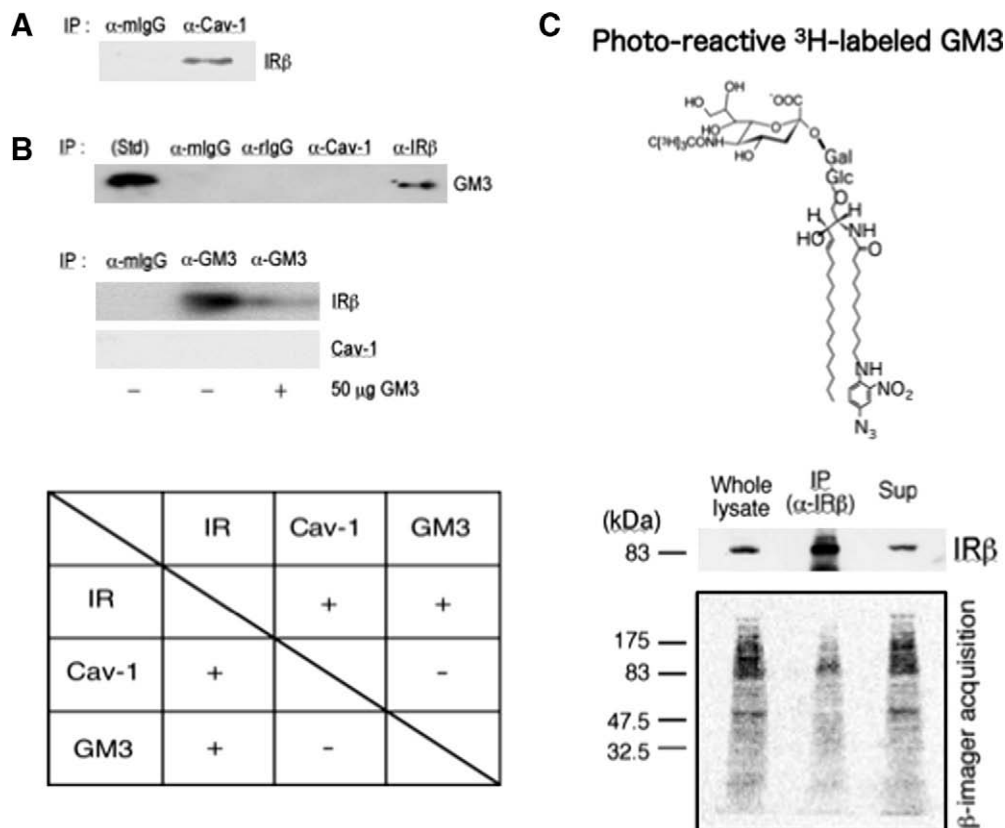 A
IP : α-mIgG α-Cav-1
IRβ
B
IP : (Std) α-mIgG α-rIgG α-Cav-1 α-IRβ
GM3
IP : α-mIgG α-GM3 α-GM3
IRβ
Cav-1
− − + 50 μg GM3
IR Cav-1 GM3
IR + +
Cav-1 + -
GM3 + -
C
Photo-reactive ³H-labeled GM3
HO OH
HO
⁻OOC
HO O O
C[³H]₃CONH
HO
Gal
Glc
O
H H
HO NH
O
NH
NO₂
N₃
Whole lysate
IP (α-IRβ)
Sup
(kDa)
83
IRβ
175
83
47.5
32.5
β-imager acquisition